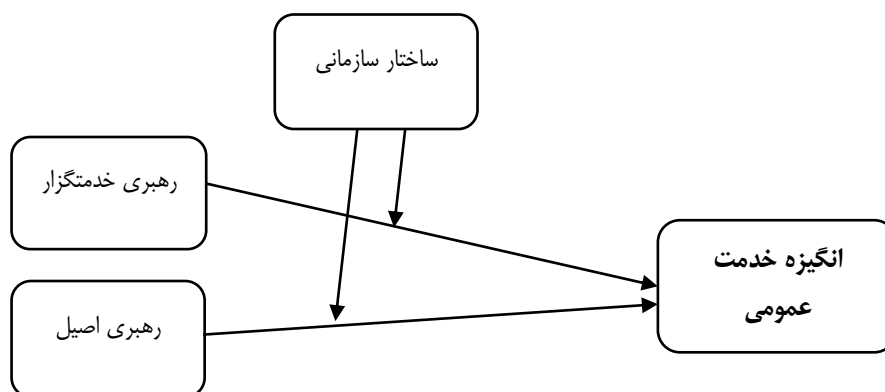 ساختار سازمانی
رهبری خدمتگزار
انگیزه خدمت
عمومی
رهبری اصیل